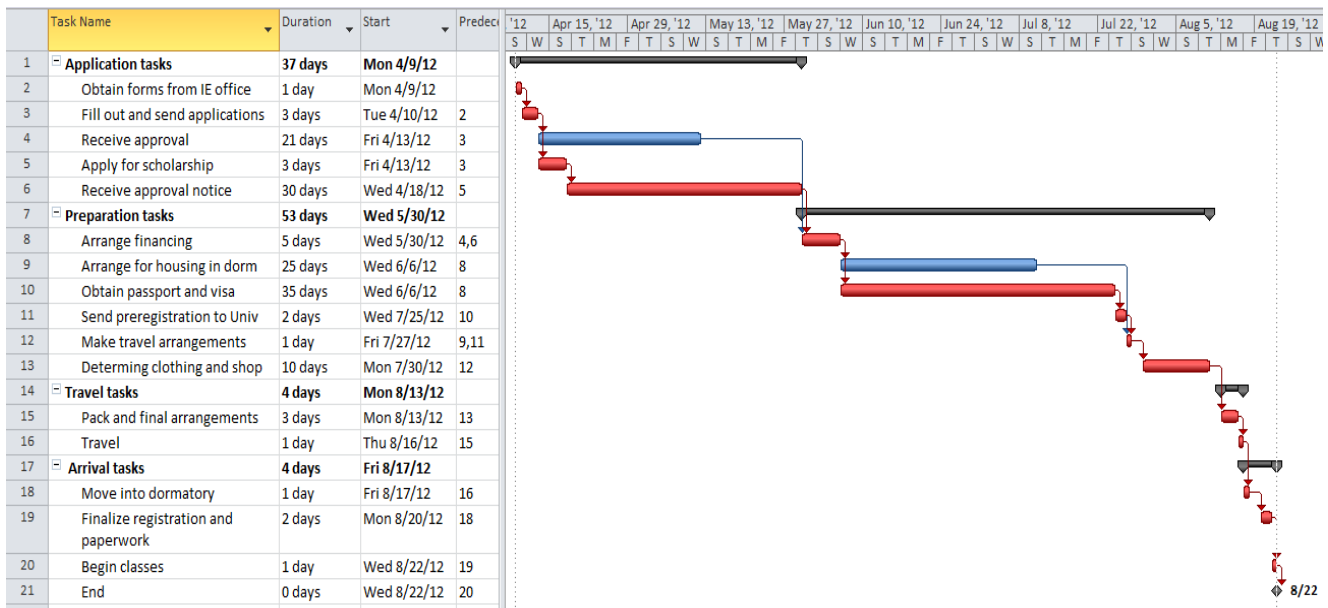 Task Name Duration Start Predece '12 Apr 15, '12 Apr 29, '12 May 13, '12 May 27, '12 Jun 10, '12 Jun 24, '12 Jul 8, '12 Jul 22, '12 Aug 5, '12 Aug 19, '12
S W S T M F T S W S T M F T S W S T M F T S W S T M F T S W S T M F T S W
1 Application tasks 37 days Mon 4/9/12
2 Obtain forms from IE office 1 day Mon 4/9/12
3 Fill out and send applications 3 days Tue 4/10/12 2
4 Receive approval 21 days Fri 4/13/12 3
5 Apply for scholarship 3 days Fri 4/13/12 3
6 Receive approval notice 30 days Wed 4/18/12 5
7 Preparation tasks 53 days Wed 5/30/12
8 Arrange financing 5 days Wed 5/30/12 4,6
9 Arrange for housing in dorm 25 days Wed 6/6/12 8
10 Obtain passport and visa 35 days Wed 6/6/12 8
11 Send preregistration to Univ 2 days Wed 7/25/12 10
12 Make travel arrangements 1 day Fri 7/27/12 9,11
13 Determing clothing and shop 10 days Mon 7/30/12 12
14 Travel tasks 4 days Mon 8/13/12
15 Pack and final arrangements 3 days Mon 8/13/12 13
16 Travel 1 day Thu 8/16/12 15
17 Arrival tasks 4 days Fri 8/17/12
18 Move into dormatory 1 day Fri 8/17/12 16
19 Finalize registration and 2 days Mon 8/20/12 18
paperwork
20 Begin classes 1 day Wed 8/22/12 19
21 End 0 days Wed 8/22/12 20 8/22